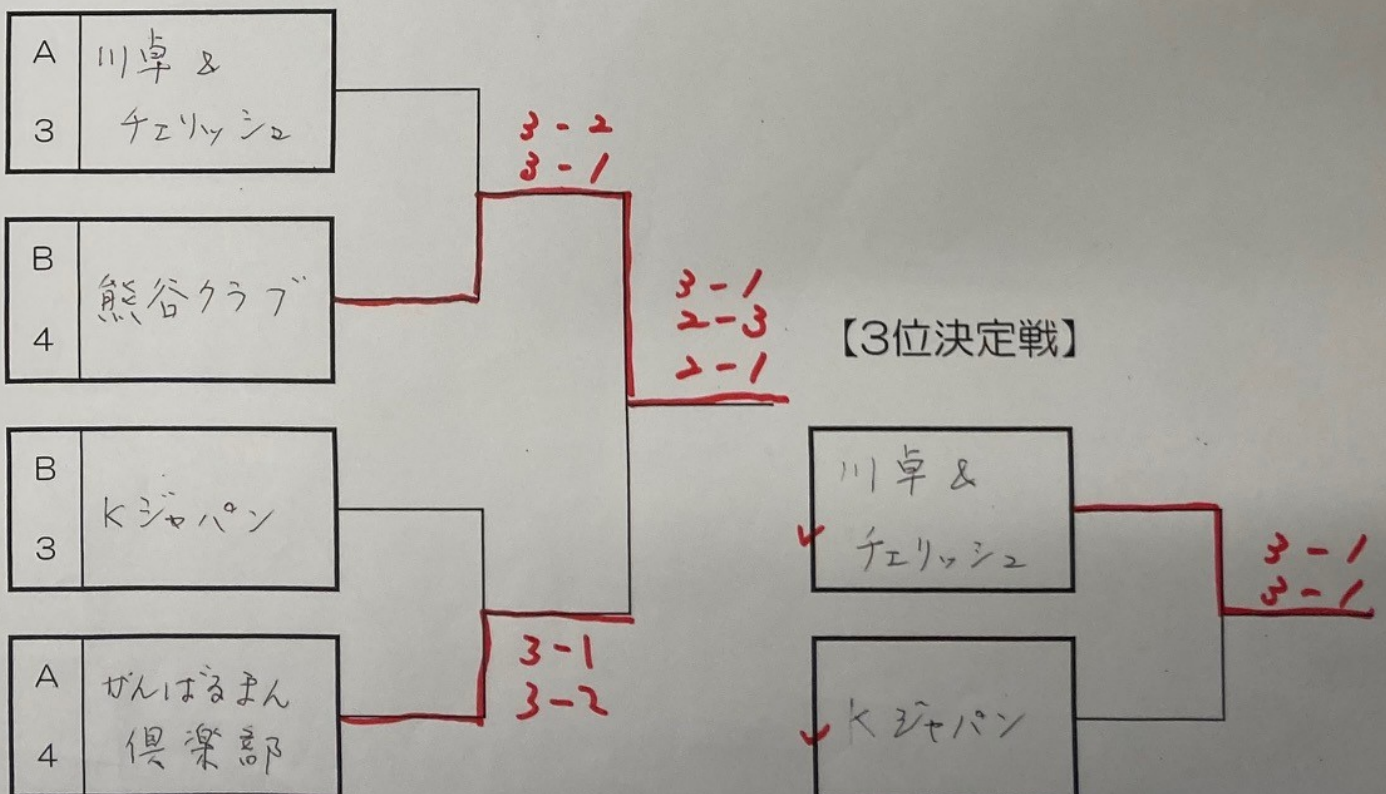 A
3
川卓 &
チェリッシュ
3-2
3-1
B
4
熊谷クラブ
3-1
2-3
2-1
B
3
Kジャパン
A
4
がんばるまん
倶楽部
3-1
3-2
【3位決定戦】
川卓 &
チェリッシュ
Kジャパン
3-1
3-1